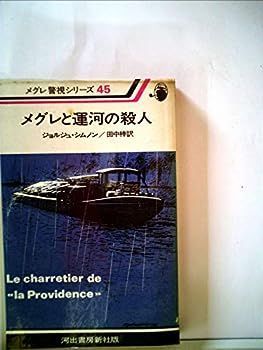 メグレ警視シリーズ 45
メグレと運河の殺人
ジョルジュ・シムノン/田中梓訳
Le charretier de
"la Providence"
河出書房新社版